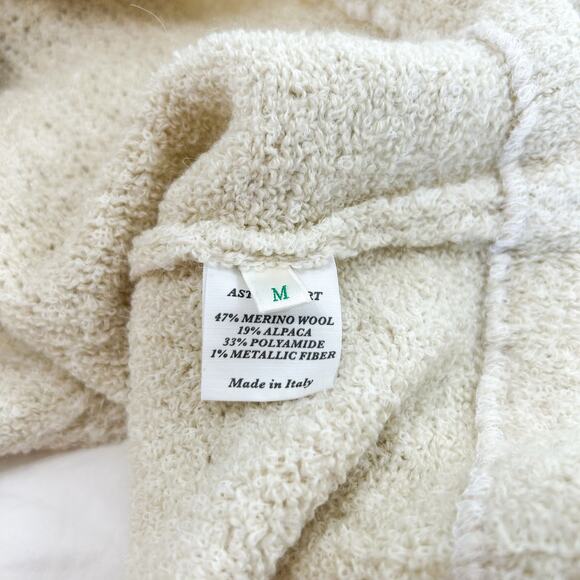 M
47% MERINO WOOL
19% ALPACA
33% POLYAMIDE
1% METALLIC FIBER
Made in Italy